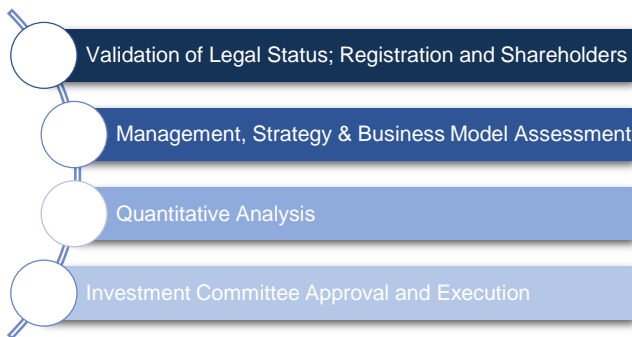 Validation of Legal Status; Registration and Shareholders
Management, Strategy & Business Model Assessment
Quantitative Analysis
Investment Committee Approval and Execution